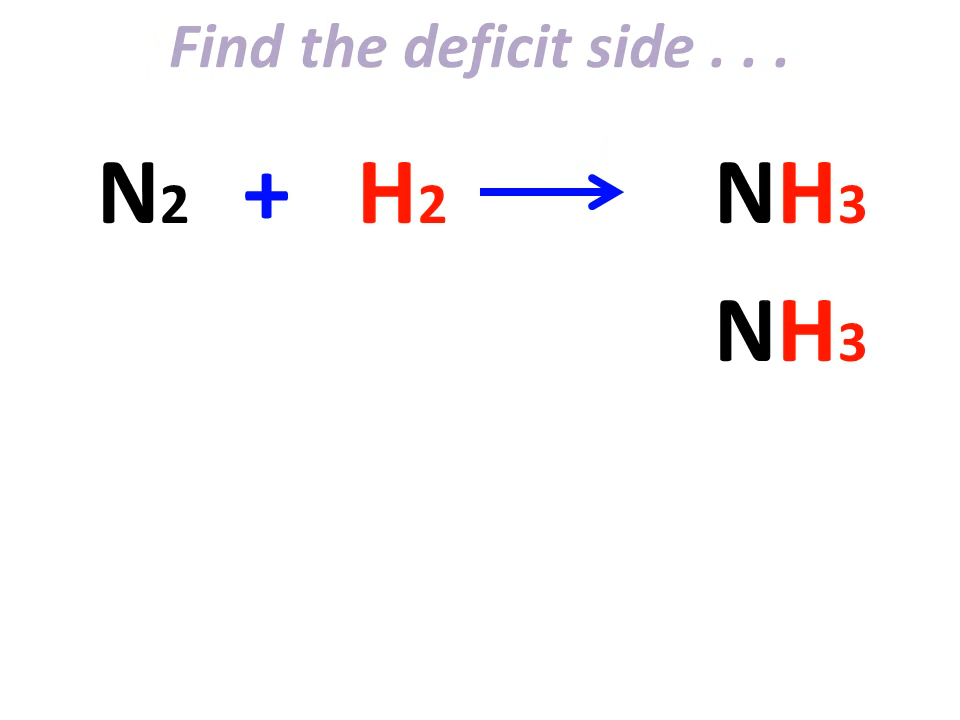 Find the deficit side . . .
N2 + H2 → NH3
NH3